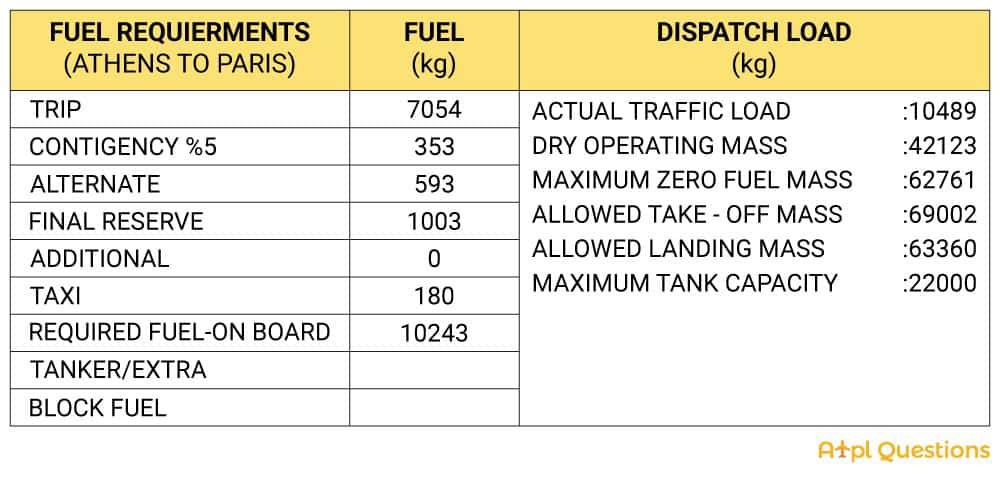 FUEL REQUIERMENTS
(ATHENS TO PARIS)
FUEL
(kg)
DISPATCH LOAD
(kg)
TRIP 7054
CONTIGENCY %5 353
ALTERNATE 593
FINAL RESERVE 1003
ADDITIONAL 0
TAXI 180
REQUIRED FUEL-ON BOARD 10243
TANKER/EXTRA
BLOCK FUEL
ACTUAL TRAFFIC LOAD :10489
DRY OPERATING MASS :42123
MAXIMUM ZERO FUEL MASS :62761
ALLOWED TAKE - OFF MASS :69002
ALLOWED LANDING MASS :63360
MAXIMUM TANK CAPACITY :22000
Atpl Questions